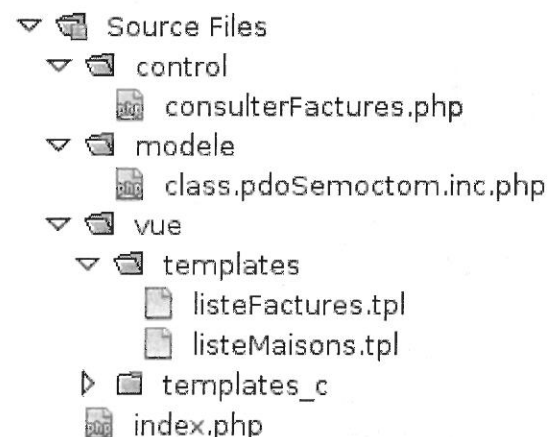 Source Files
control
consulterFactures.php
modele
class.pdoSemoctom.inc.php
vue
templates
listeFactures.tpl
listeMaisons.tpl
templates_c
index.php